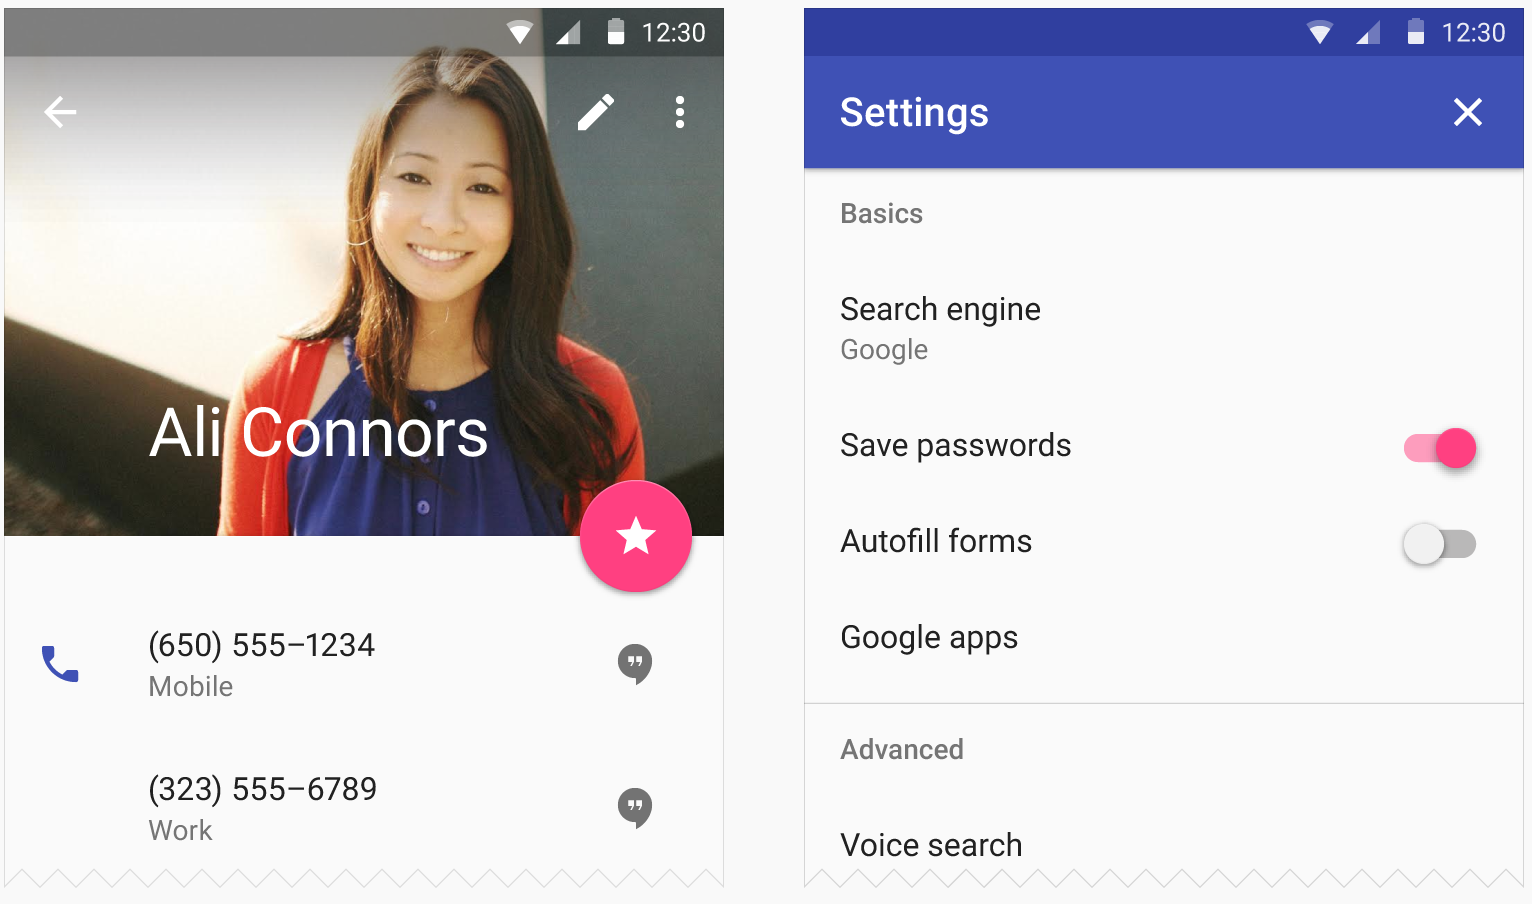 12:30
Ali Connors
(650) 555–1234
Mobile
(323) 555–6789
Work
12:30
Settings
Basics
Search engine
Google
Save passwords
Autofill forms
Google apps
Advanced
Voice search